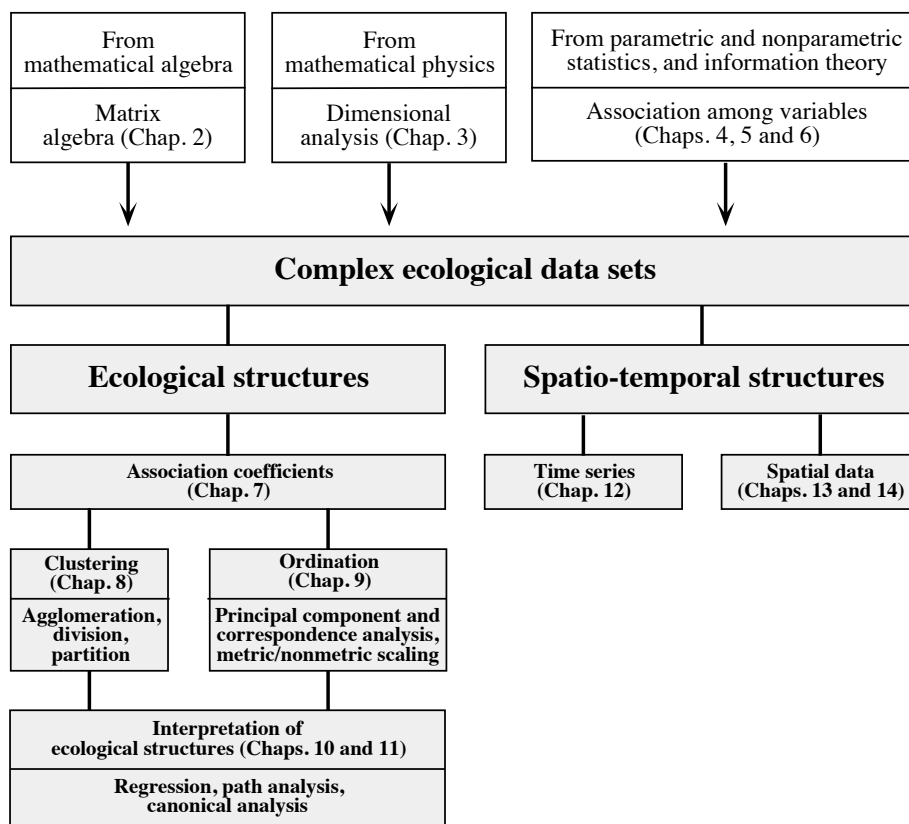 From
mathematical algebra
Matrix
algebra (Chap. 2)
From
mathematical physics
Dimensional
analysis (Chap. 3)
From parametric and nonparametric
statistics, and information theory
Association among variables
(Chaps. 4, 5 and 6)
Complex ecological data sets
Ecological structures
Spatio-temporal structures
Association coefficients
(Chap. 7)
Time series
(Chap. 12)
Spatial data
(Chaps. 13 and 14)
Clustering
(Chap. 8)
Agglomeration,
division,
partition
Ordination
(Chap. 9)
Principal component and
correspondence analysis,
metric/nonmetric scaling
Interpretation of
ecological structures (Chaps. 10 and 11)
Regression, path analysis,
canonical analysis